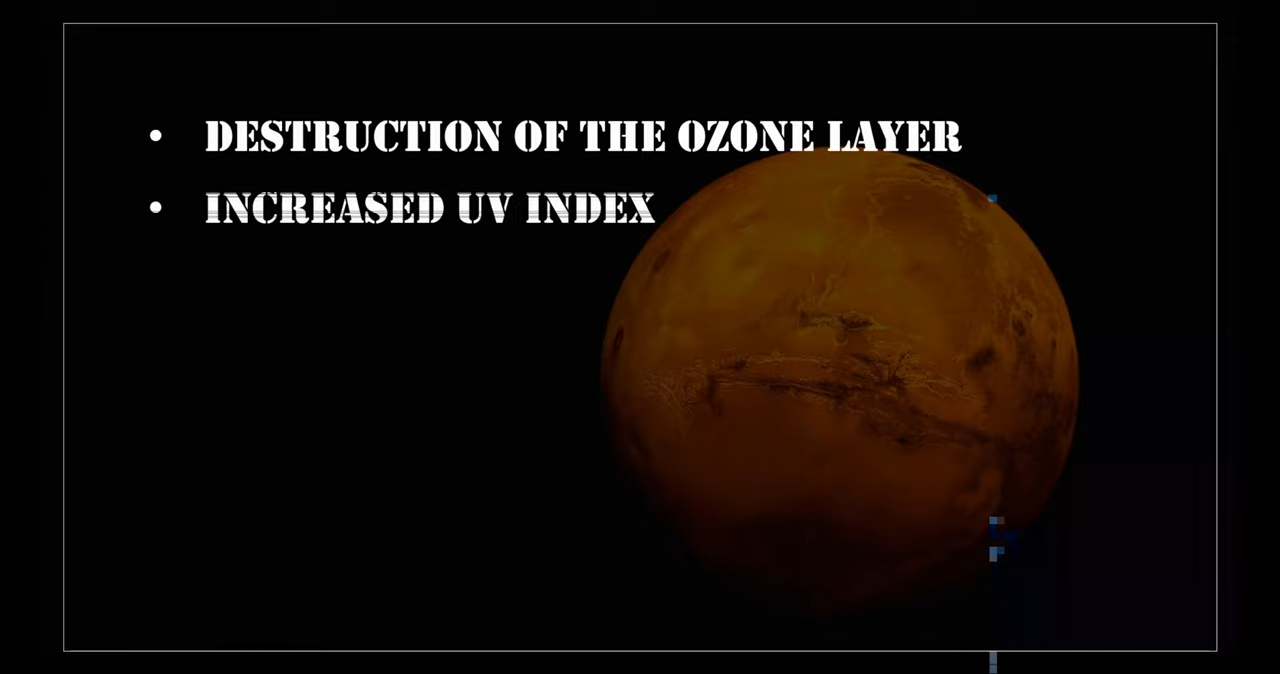 • DESTRUCTION OF THE OZONE LAYER
• INCREASED UV INDEX